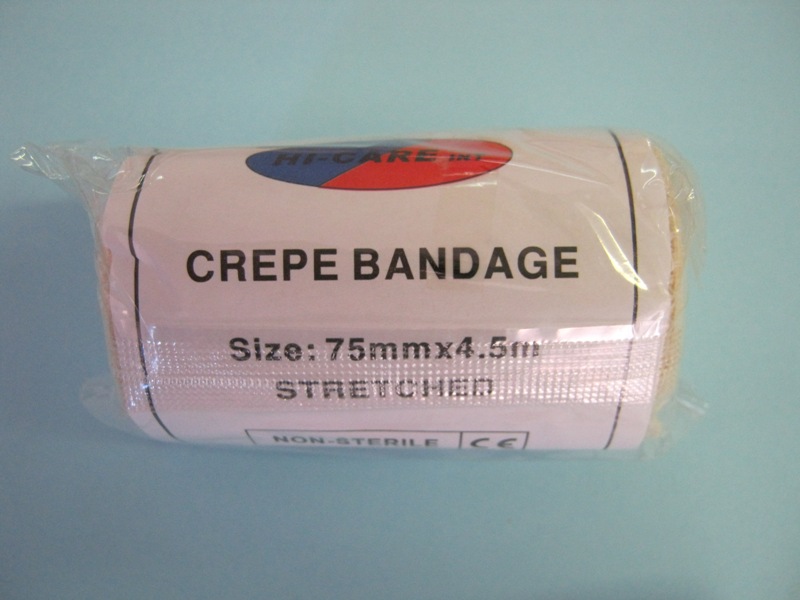 HI-CARE INT
CREPE BANDAGE
Size: 75mmx4.5m
STRETCHED
NON-STERILE CE